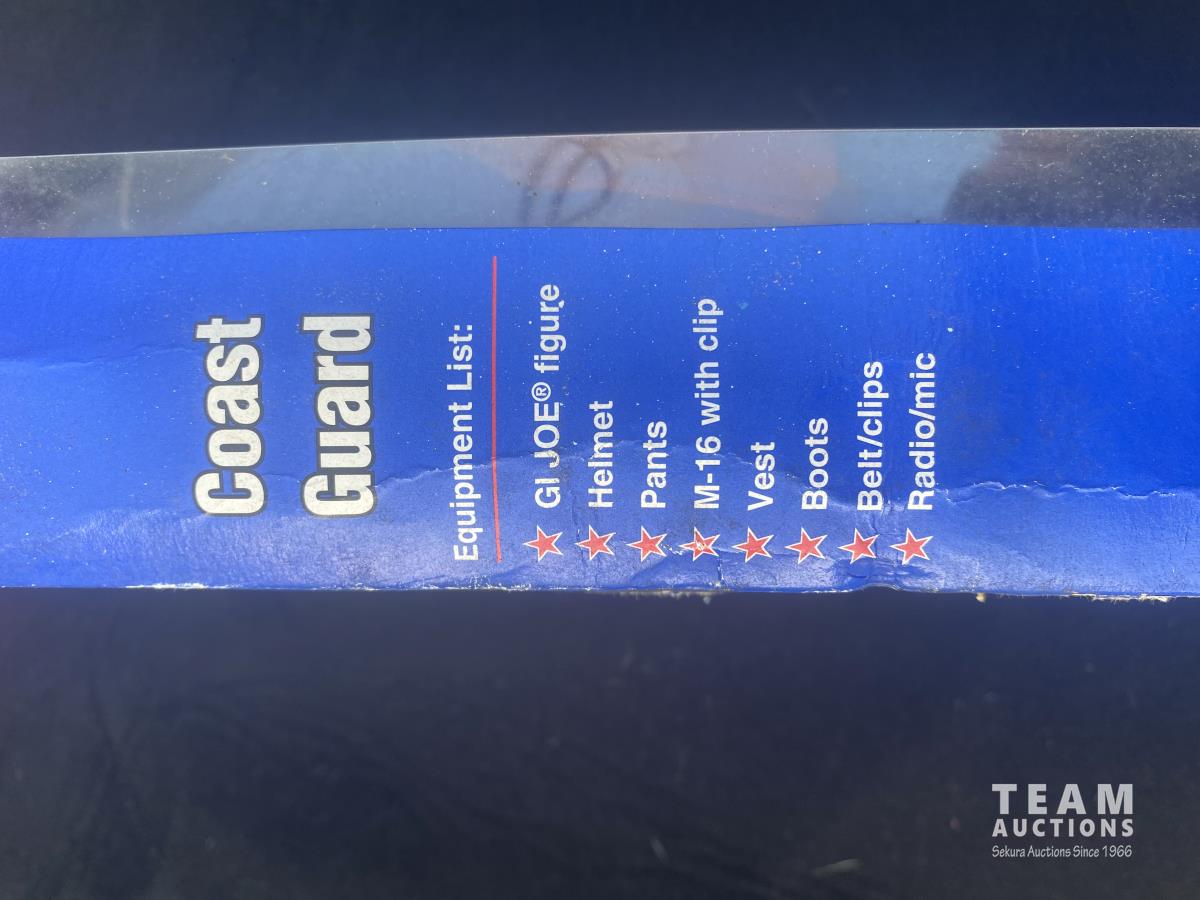 Coast
Guard
Equipment List:
GI JOE® figure
Helmet
Pants
M-16 with clip
Vest
Boots
Belt/clips
Radio/mic
TEAM
AUCTIONS
Sekura Auctions Since 1966